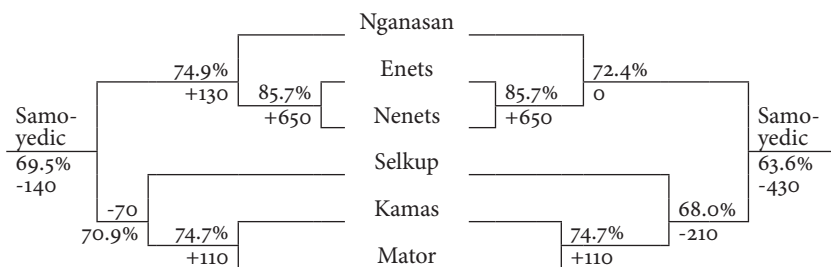 Nganasan
74.9%
+130
Enets
72.4%
0
85.7%
+650
Nenets
85.7%
+650
Samo-
yedic
69.5%
-140
Samo-
yedic
63.6%
-430
Selkup
-70
70.9%
Kamas
68.0%
-210
74.7%
+110
Mator
74.7%
+110